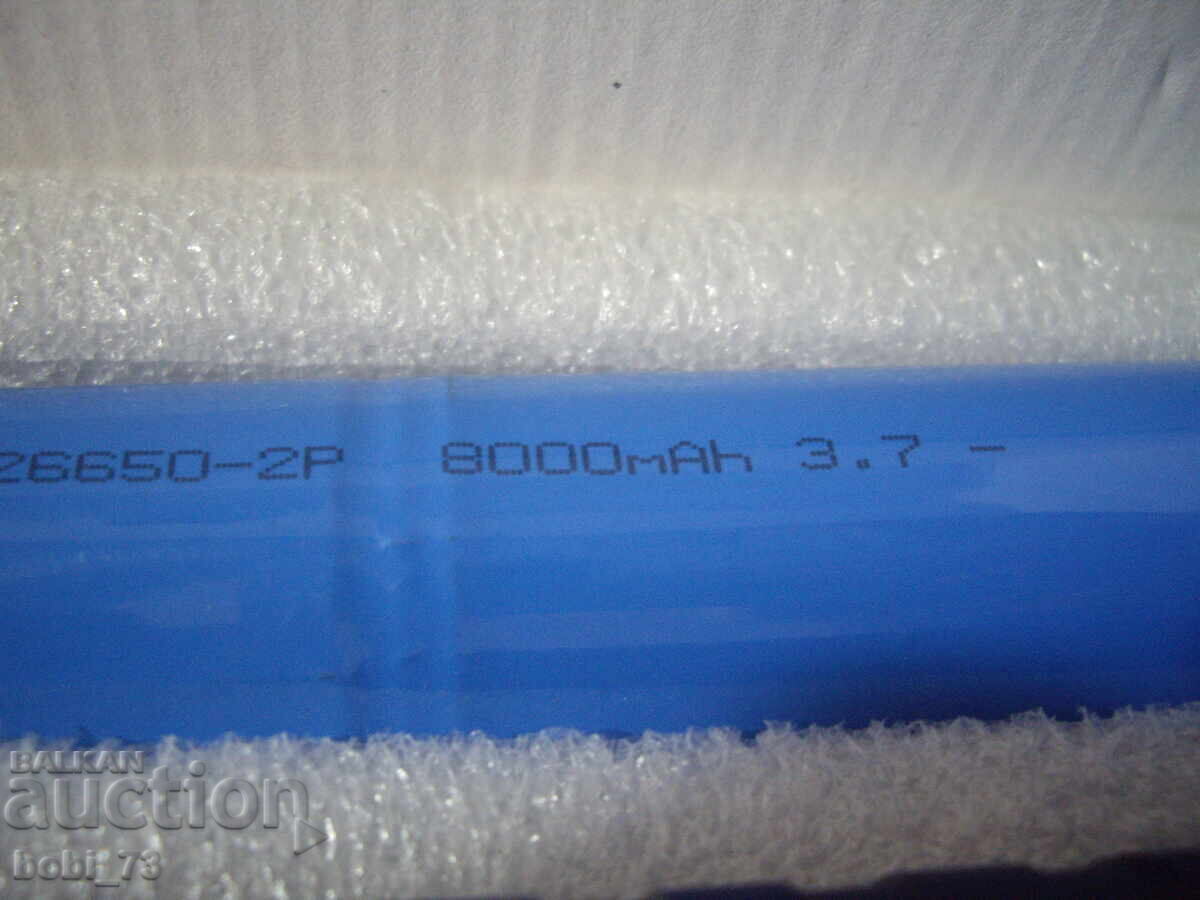 26650-2P 8000mAh 3.7 -
BALKAN
auction
bobi_73